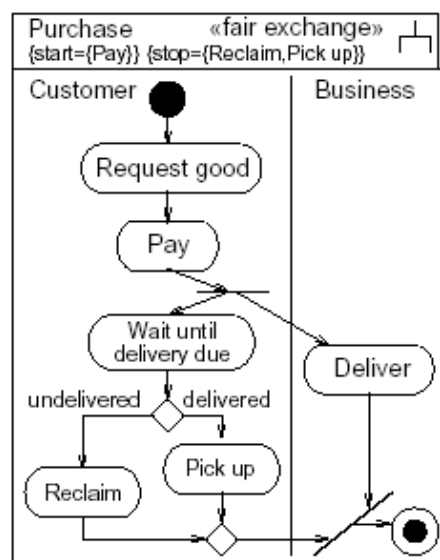 Purchase «fair exchange»
{start={Pay}} {stop={Reclaim,Pick up}}
Customer Business
Request good
Pay
Wait until
delivery due
Deliver
undelivered delivered
Pick up
Reclaim